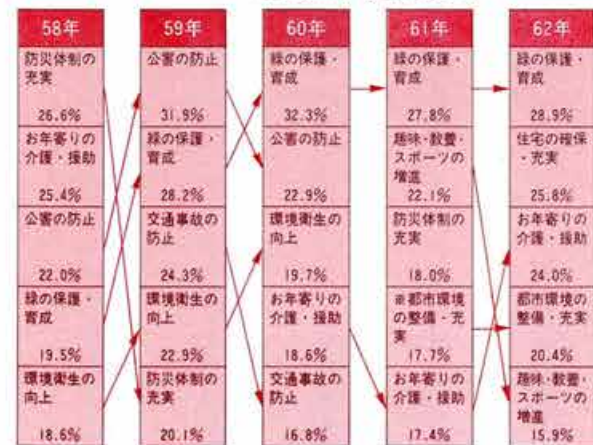 58年
防災体制の
充実
26.6%
お年寄りの
介護・援助
25.4%
公害の防止
22.0%
緑の保護・
育成
19.5%
環境衛生の
向上
18.6%
59年
公害の防止
31.9%
緑の保護・
育成
28.2%
交通事故の
防止
24.3%
環境衛生の
向上
22.9%
防災体制の
充実
20.1%
60年
緑の保護・
育成
32.3%
公害の防止
22.9%
環境衛生の
向上
19.7%
お年寄りの
介護・援助
18.6%
交通事故の
防止
16.8%
61年
緑の保護・
育成
27.8%
趣味・教養・
スポーツの
増進
22.1%
防災体制の
充実
18.0%
※都市環境
の整備・充
実
17.7%
お年寄りの
介護・援助
17.4%
62年
緑の保護・
育成
28.9%
住宅の確保
・充実
25.8%
お年寄りの
介護・援助
24.0%
都市環境の
整備・充実
20.4%
趣味・教養・
スポーツの
増進
15.9%